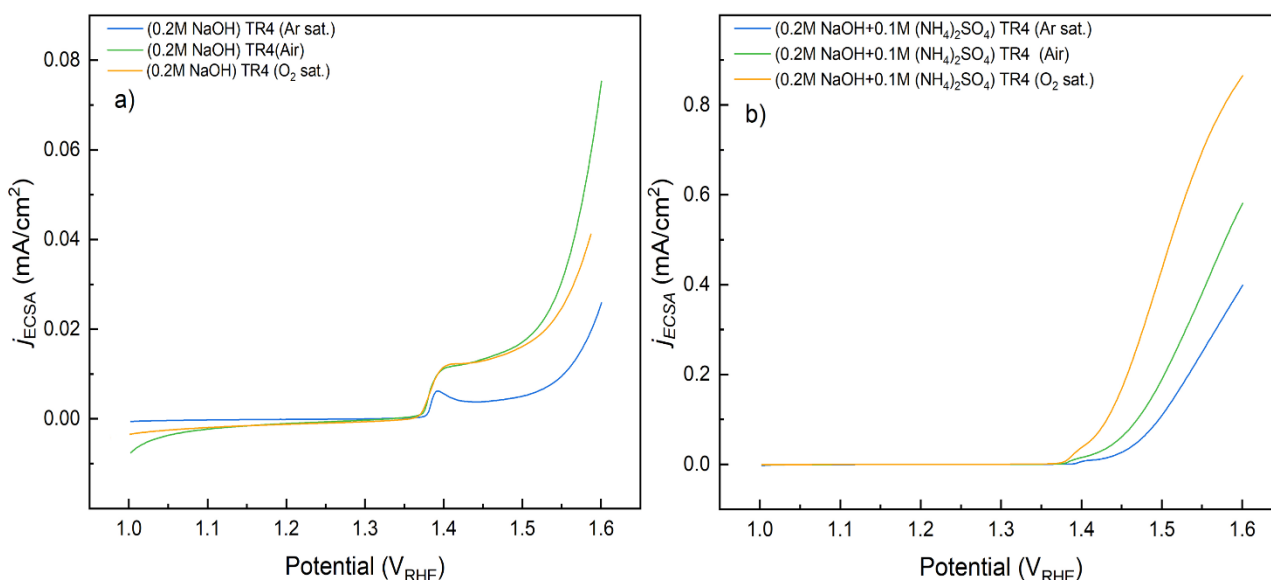 (0.2M NaOH) TR4 (Ar sat.)
(0.2M NaOH) TR4(Air)
(0.2M NaOH) TR4 (O₂ sat.)
a)
0.08
0.06
0.04
0.02
0.00
j_ECSA (mA/cm²)
1.0 1.1 1.2 1.3 1.4 1.5 1.6
Potential (V_RHE)
(0.2M NaOH+0.1M (NH₄)₂SO₄) TR4 (Ar sat.)
(0.2M NaOH+0.1M (NH₄)₂SO₄) TR4 (Air)
(0.2M NaOH+0.1M (NH₄)₂SO₄) TR4 (O₂ sat.)
b)
0.8
0.6
0.4
0.2
0.0
j_ECSA (mA/cm²)
1.0 1.1 1.2 1.3 1.4 1.5 1.6
Potential (V_RHE)